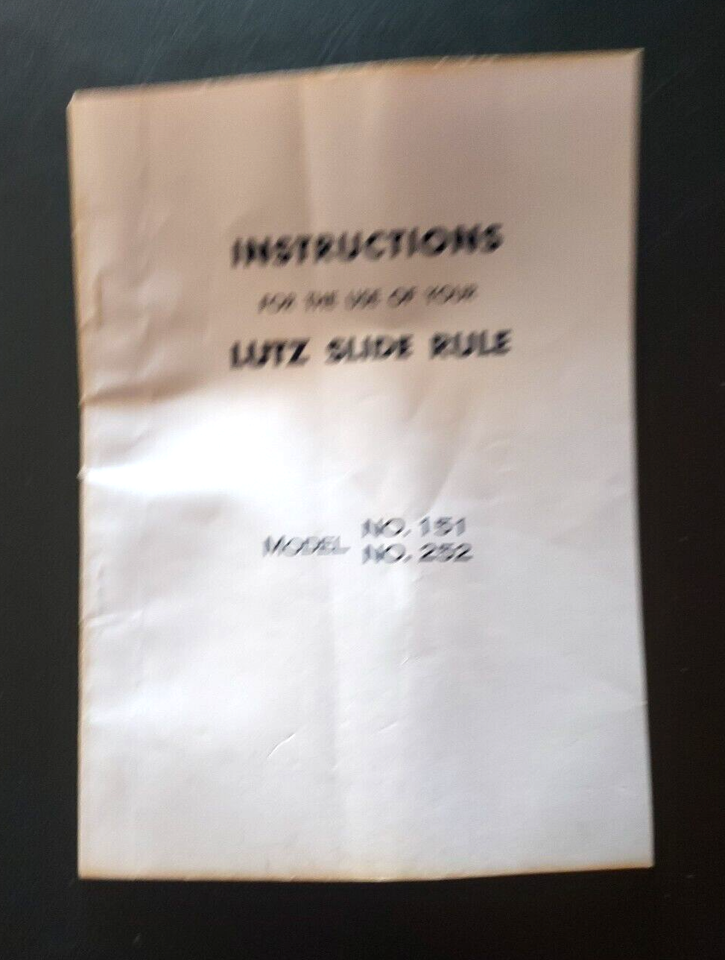 INSTRUCTIONS
FOR THE USE OF YOUR
LUTZ SLIDE RULE
MODEL NO. 151
NO. 252